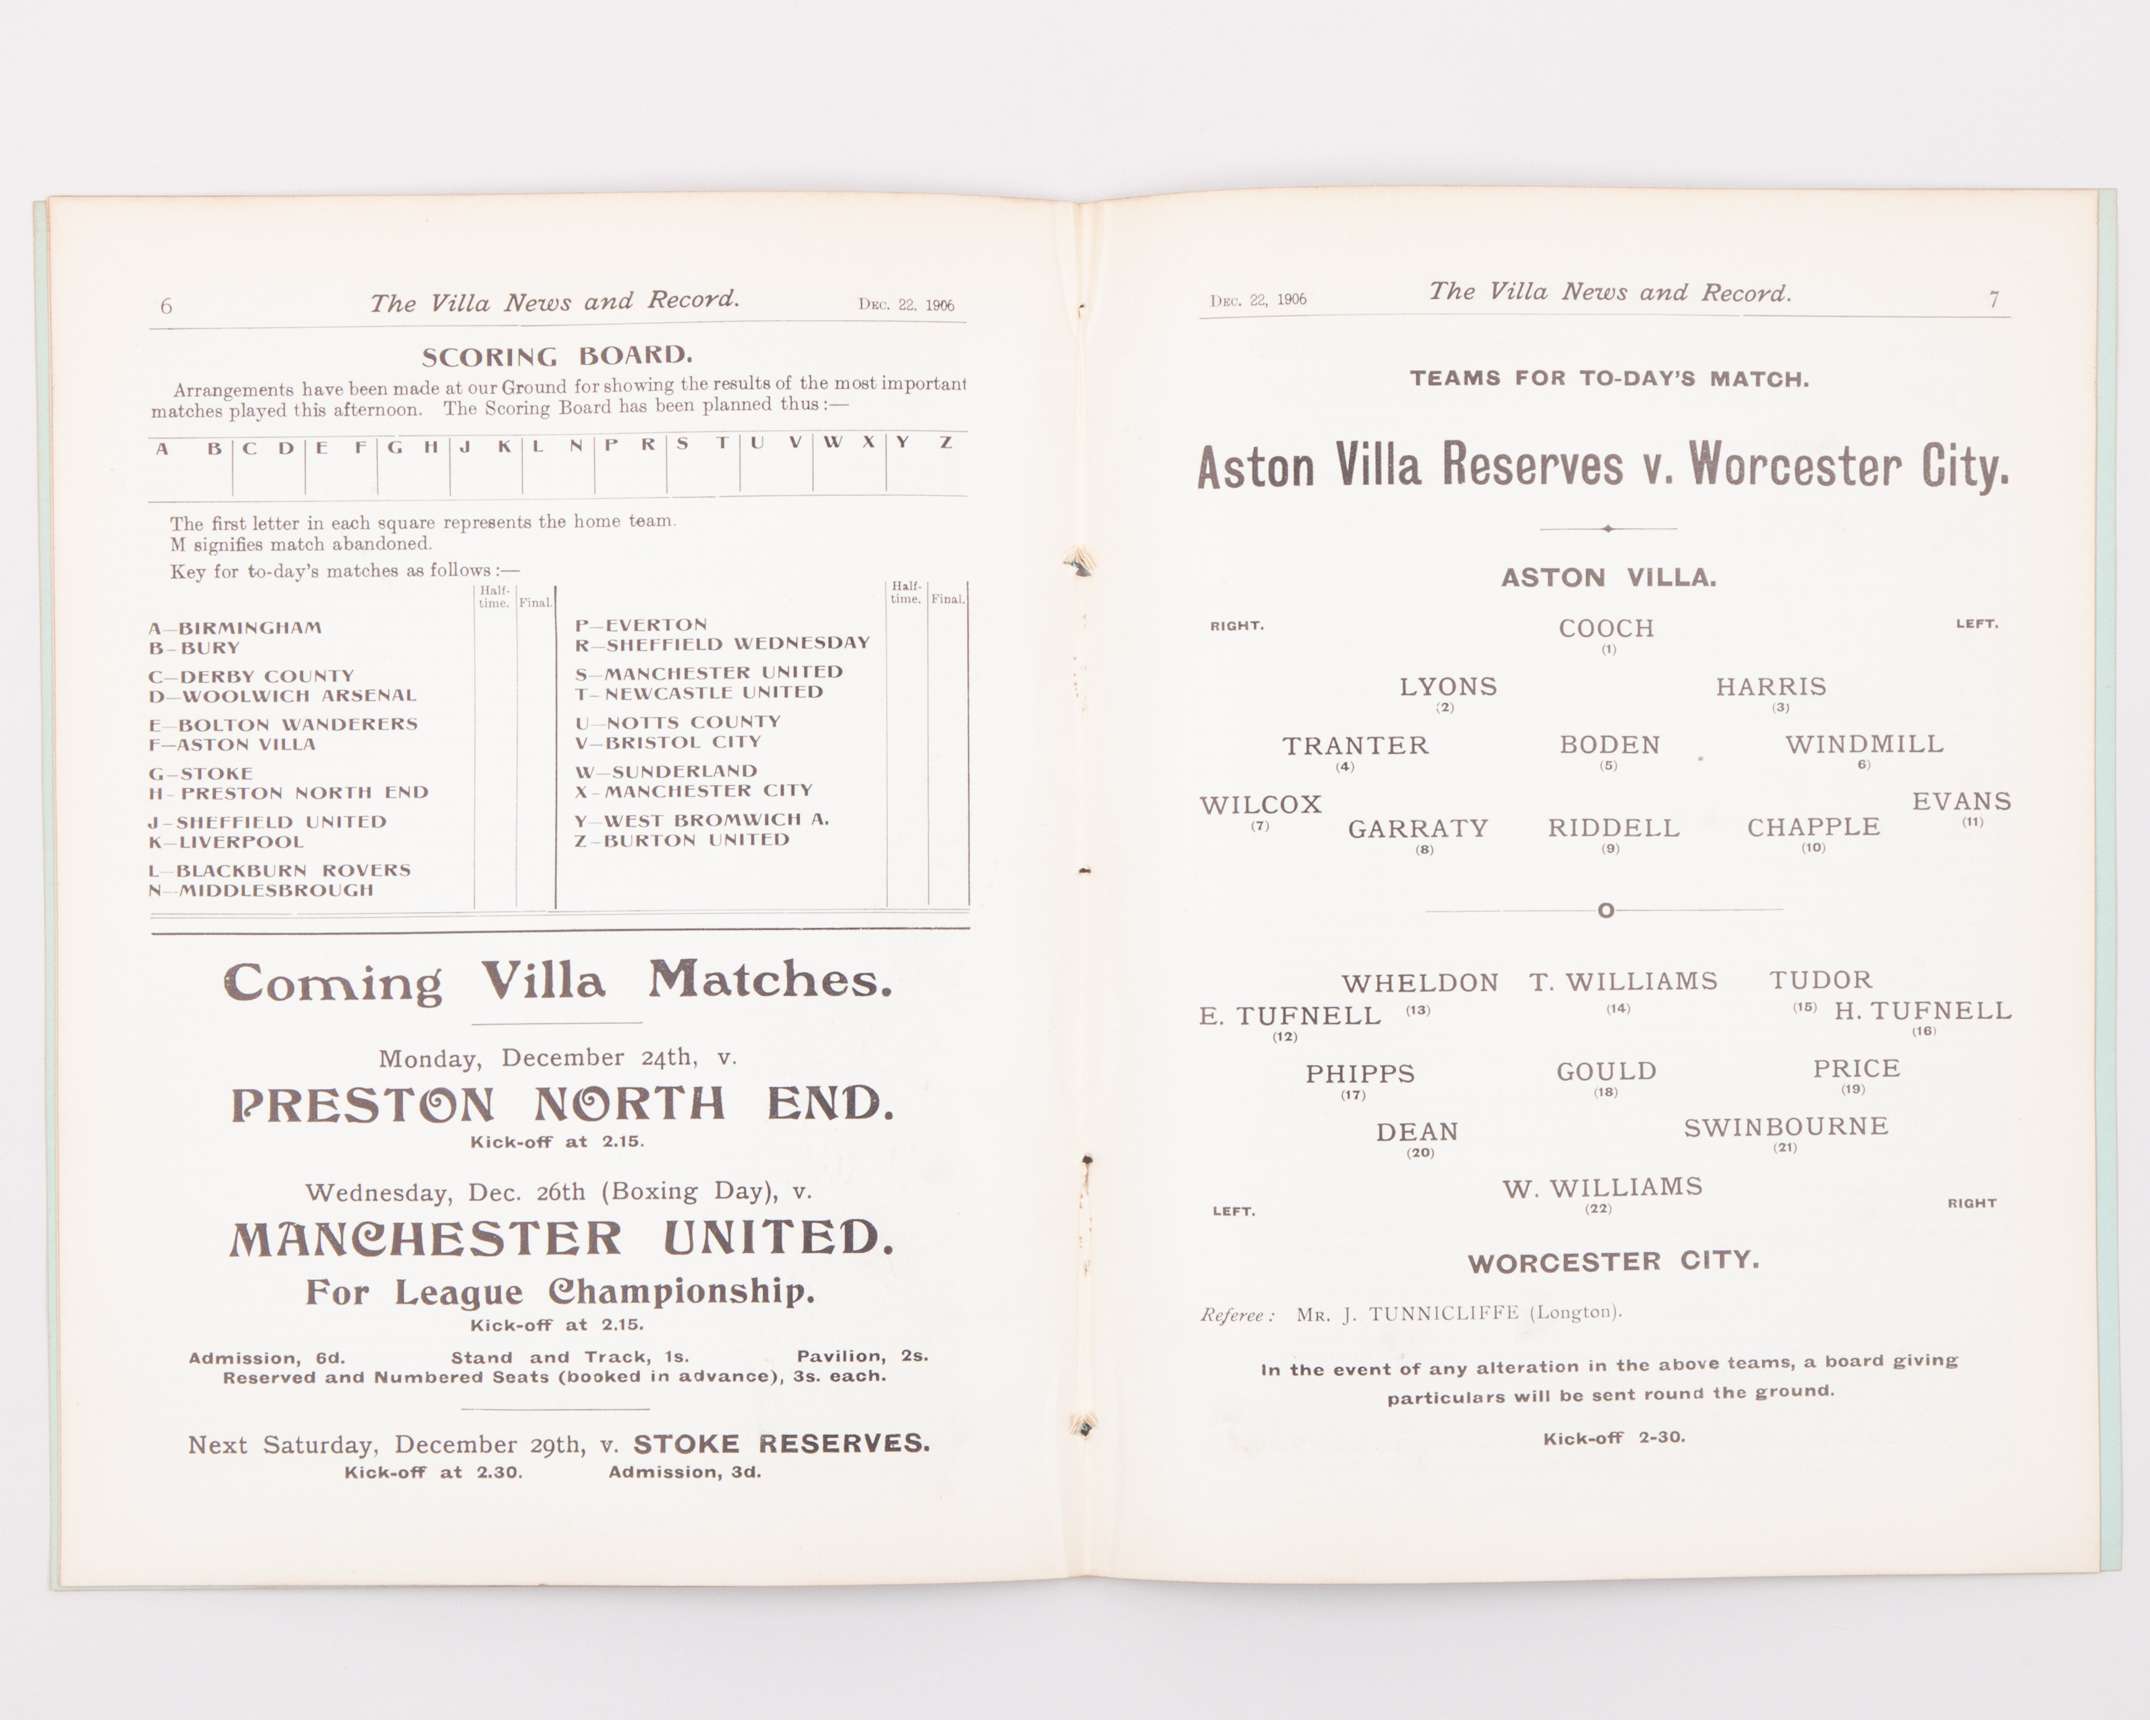 6 The Villa News and Record. DEC. 22, 1906
SCORING BOARD.
Arrangements have been made at our Ground for showing the results of the most important
matches played this afternoon. The Scoring Board has been planned thus:—
A B C D E F G H J K L N P R S T U V W X Y Z
The first letter in each square represents the home team.
M signifies match abandoned.
Key for to-day's matches as follows:—
Half-time. Final.
A—BIRMINGHAM
B—BURY
C—DERBY COUNTY
D—WOOLWICH ARSENAL
E—BOLTON WANDERERS
F—ASTON VILLA
G—STOKE
H—PRESTON NORTH END
J—SHEFFIELD UNITED
K—LIVERPOOL
L—BLACKBURN ROVERS
N—MIDDLESBROUGH
Half-time. Final.
P—EVERTON
R—SHEFFIELD WEDNESDAY
S—MANCHESTER UNITED
T—NEWCASTLE UNITED
U—NOTTS COUNTY
V—BRISTOL CITY
W—SUNDERLAND
X—MANCHESTER CITY
Y—WEST BROMWICH A.
Z—BURTON UNITED
Coming Villa Matches.
Monday, December 24th, v.
PRESTON NORTH END.
Kick-off at 2.15.
Wednesday, Dec. 26th (Boxing Day), v.
MANCHESTER UNITED.
For League Championship.
Kick-off at 2.15.
Admission, 6d. Stand and Track, 1s. Pavilion, 2s.
Reserved and Numbered Seats (booked in advance), 3s. each.
Next Saturday, December 29th, v. STOKE RESERVES.
Kick-off at 2.30. Admission, 3d.
DEC. 22, 1906 The Villa News and Record. 7
TEAMS FOR TO-DAY'S MATCH.
Aston Villa Reserves v. Worcester City.
ASTON VILLA.
RIGHT. COOCH LEFT.
(1)
LYONS HARRIS
(2) (3)
TRANTER BODEN WINDMILL
(4) (5) 6)
WILCOX EVANS
(7) (11)
GARRATY RIDDELL CHAPPLE
(8) (9) (10)
WHELDON T. WILLIAMS TUDOR
(13) (14) (15)
E. TUFNELL H. TUFNELL
(12) (16)
PHIPPS GOULD PRICE
(17) (18) (19)
DEAN SWINBOURNE
(20) (21)
W. WILLIAMS
(22)
LEFT. RIGHT
WORCESTER CITY.
Referee: MR. J. TUNNICLIFFE (Longton).
In the event of any alteration in the above teams, a board giving
particulars will be sent round the ground.
Kick-off 2-30.